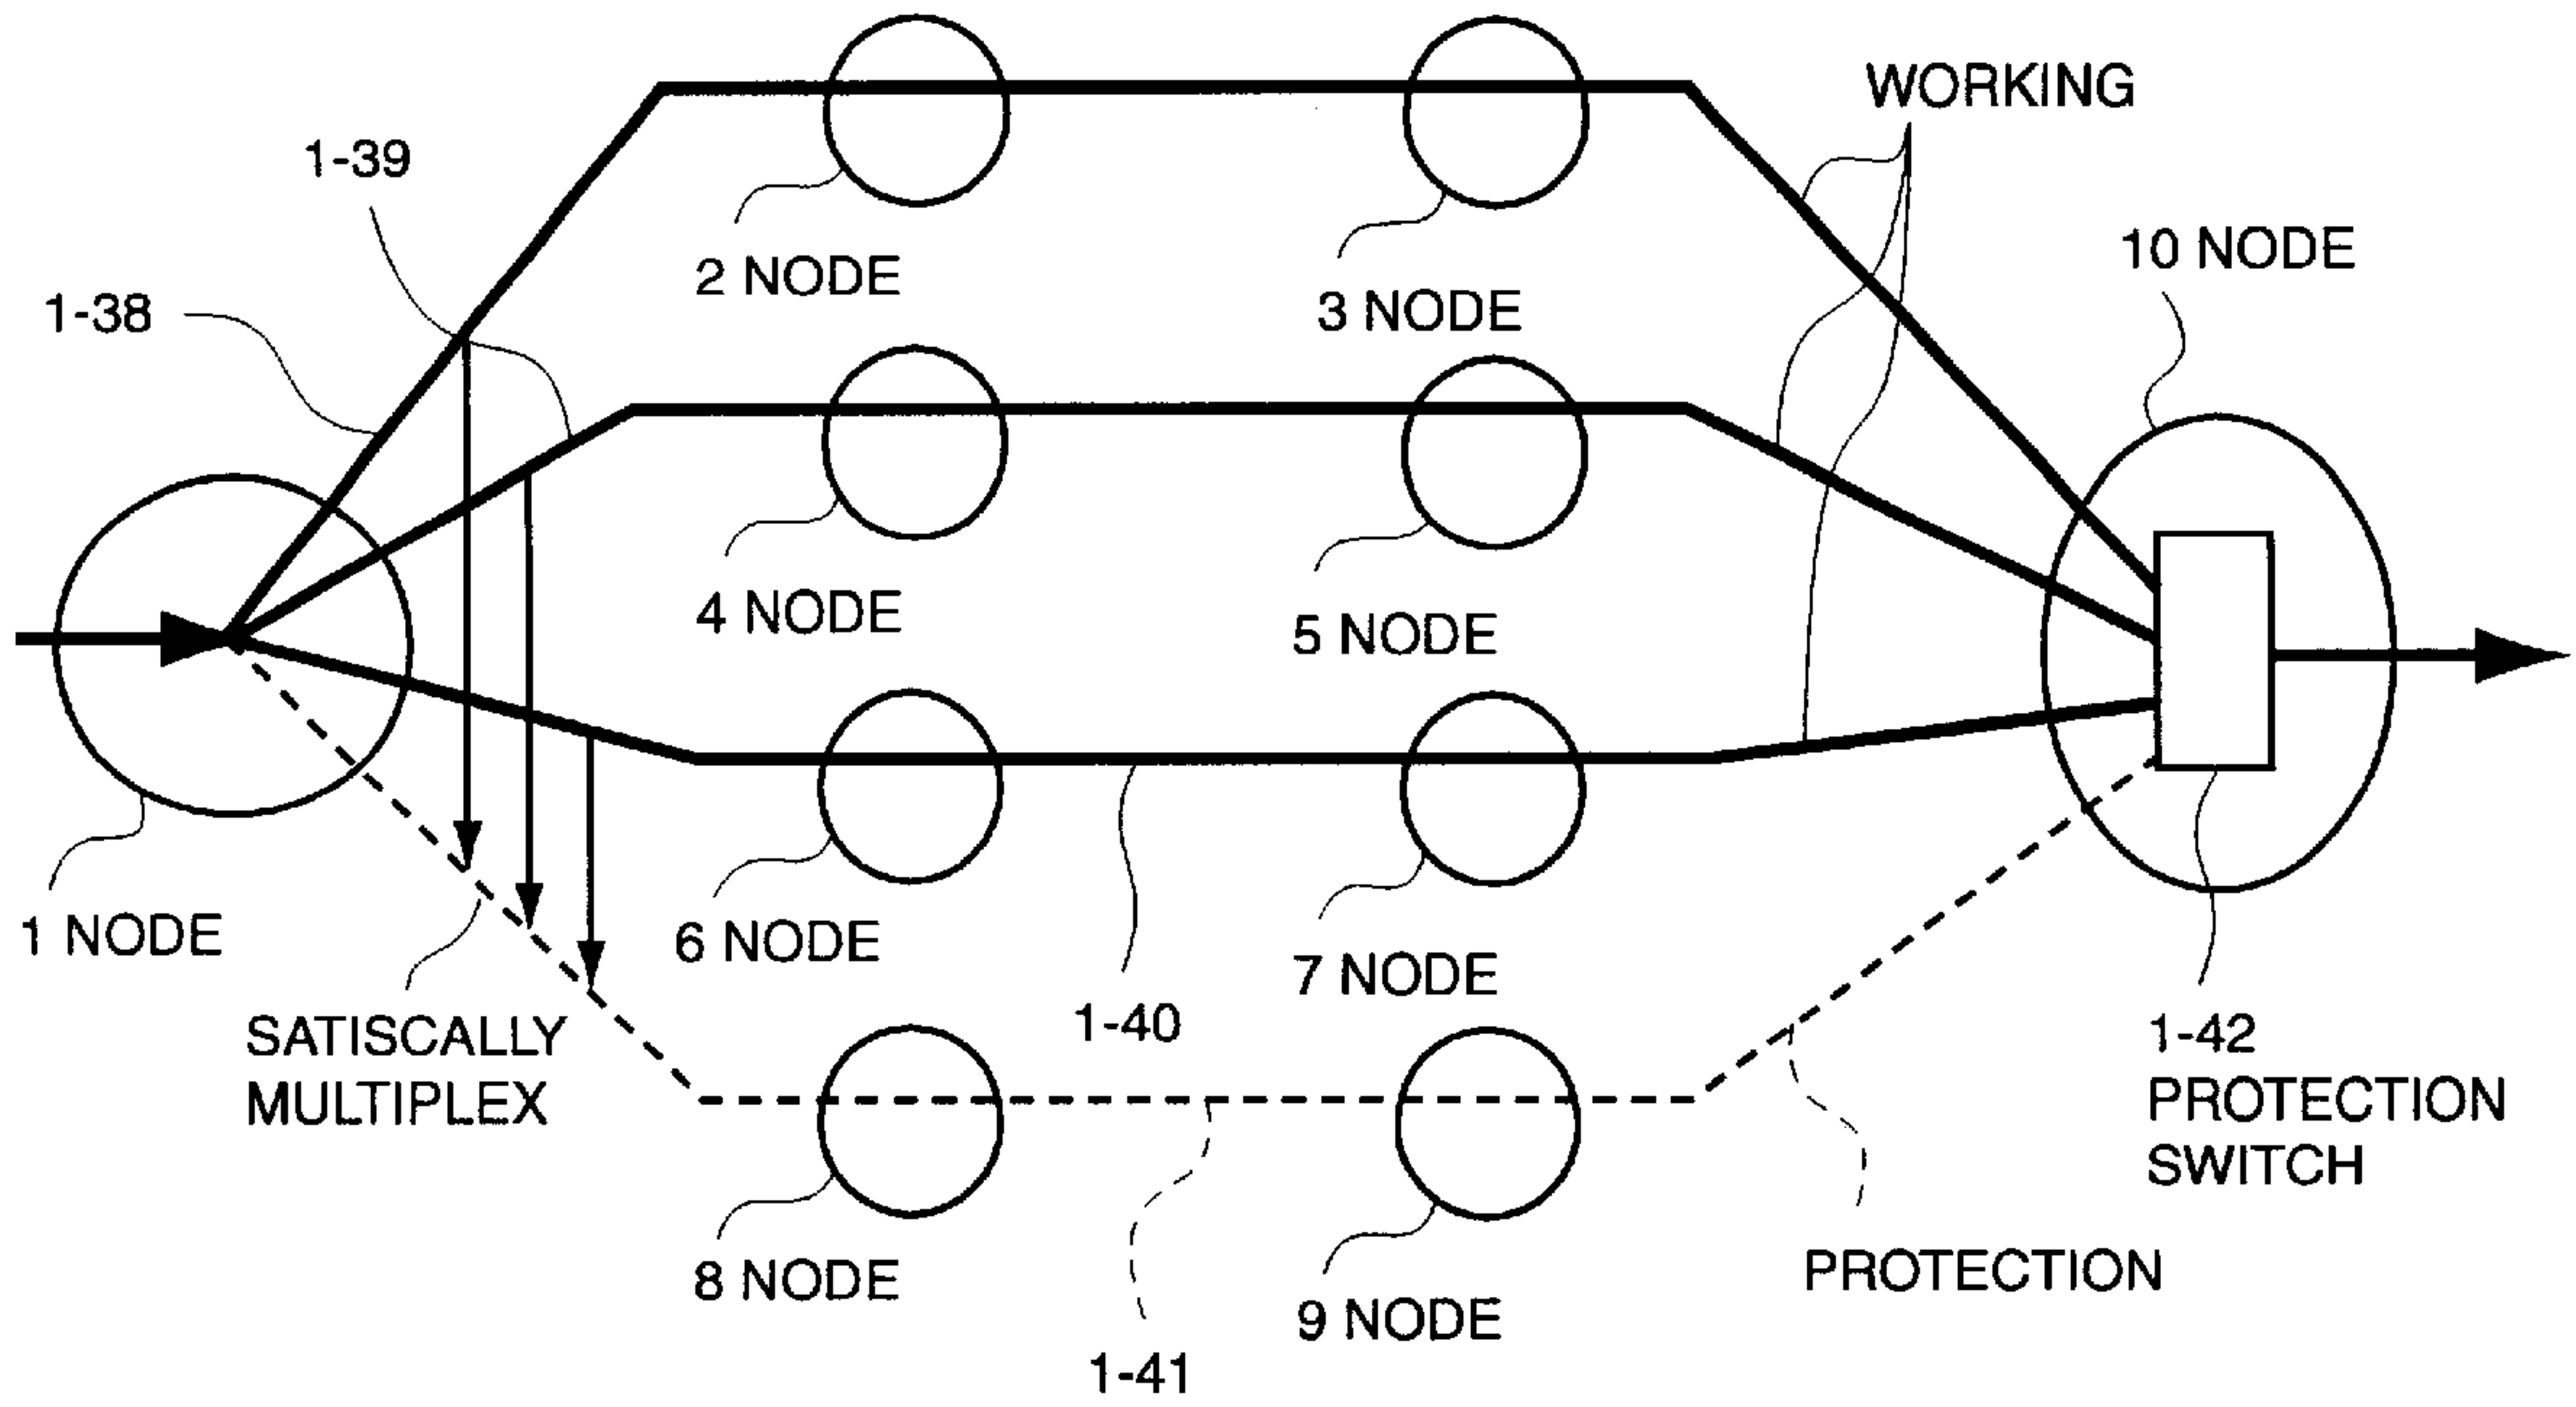 WORKING
1-39
10 NODE
2 NODE
1-38
3 NODE
4 NODE
5 NODE
1 NODE
6 NODE
7 NODE
1-40
SATISCALLY
MULTIPLEX
1-42
PROTECTION
SWITCH
8 NODE
PROTECTION
9 NODE
1-41